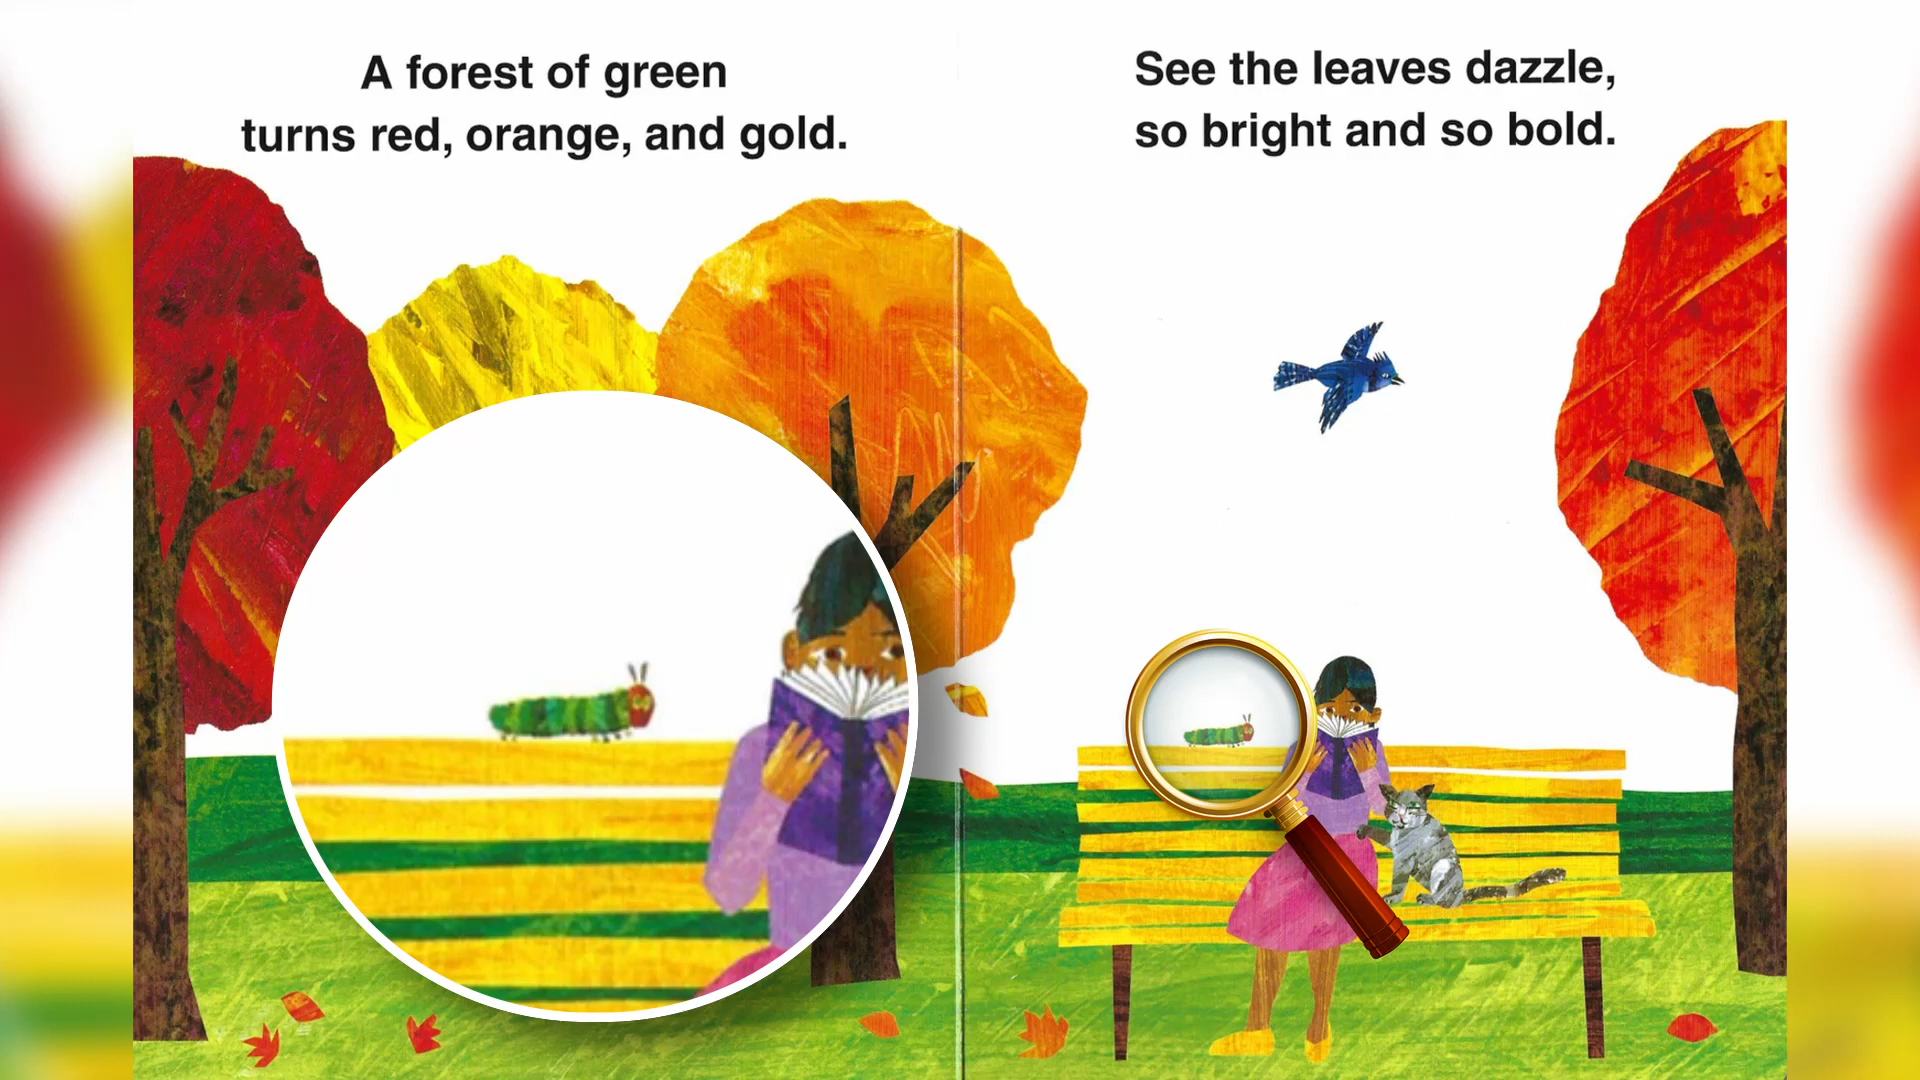 A forest of green
turns red, orange, and gold.
See the leaves dazzle,
so bright and so bold.